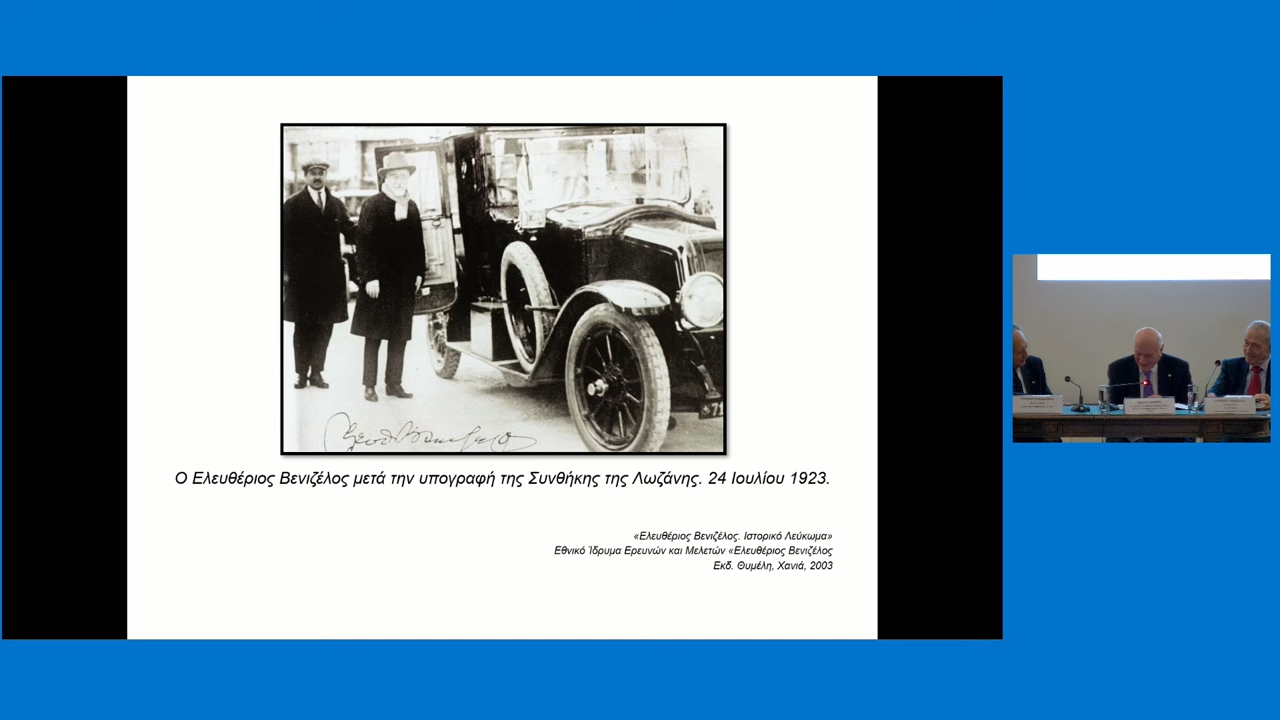 Ο Ελευθέριος Βενιζέλος μετά την υπογραφή της Συνθήκης της Λωζάνης. 24 Ιουλίου 1923.
«Ελευθέριος Βενιζέλος. Ιστορικό Λεύκωμα»
Εθνικό Ίδρυμα Ερευνών και Μελετών «Ελευθέριος Βενιζέλος
Εκδ. Θυμέλη, Χανιά, 2003